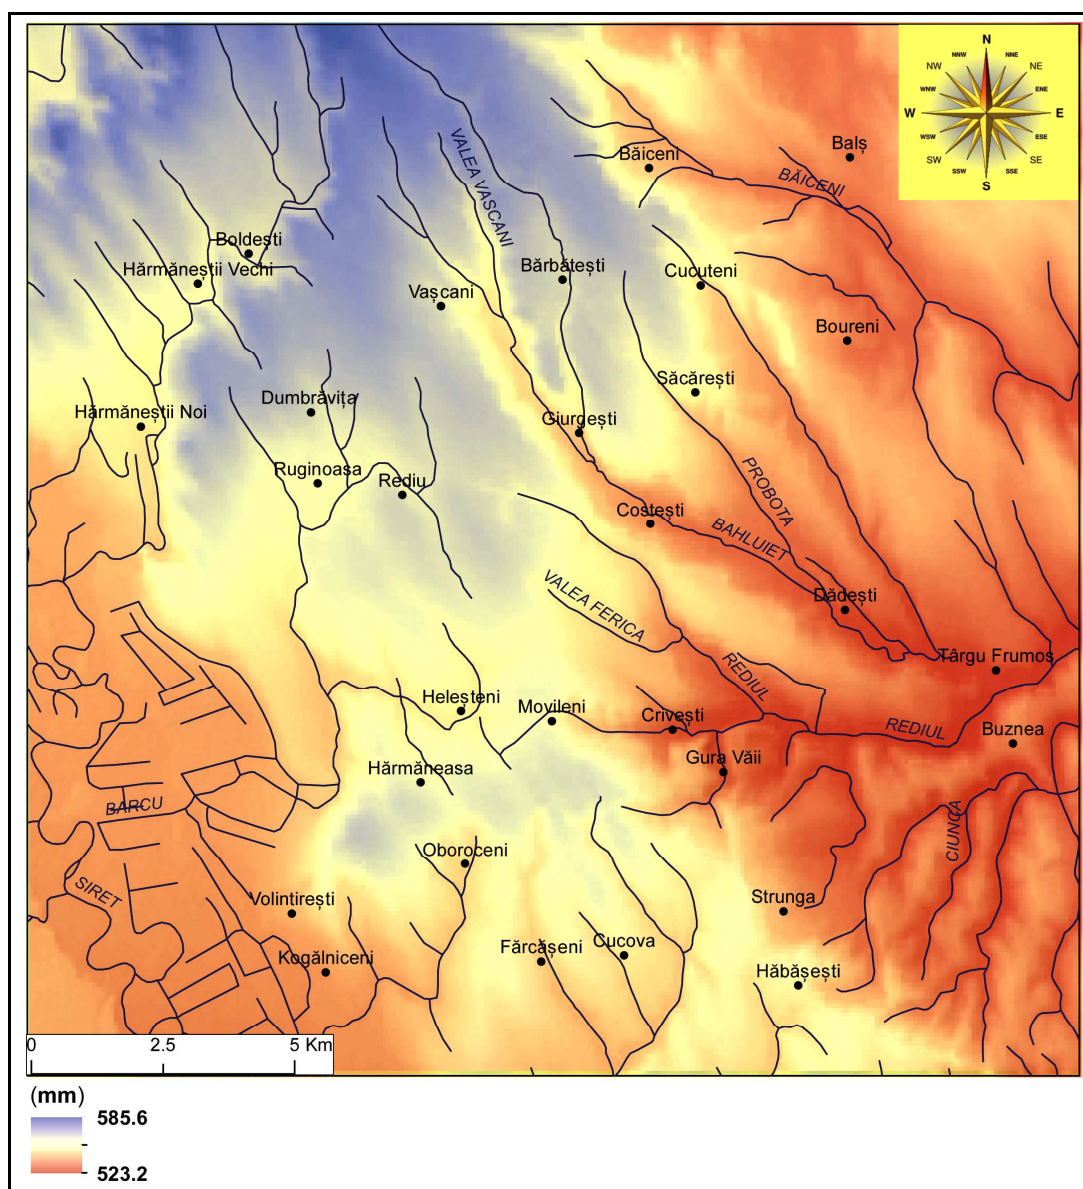 N
NNW
NNE
NW
NE
WNW
ENE
W
E
WSW
ESE
SW
SE
SSW
SSE
S
Balș
Băiceni
BĂICENI
VALEA VASCANI
Boldești
Hărmăneștii Vechi
Bărbătești
Cucuteni
Vașcani
Boureni
Săcărești
Dumbrăvița
Hărmăneștii Noi
Giurgești
Ruginoasa
Rediu
PROBOTA
Costești
BAHLUIET
VALEA FERICA
Dădești
Târgu Frumos
REDIUL
Heleșteni
Movileni
Crivești
REDIUL
Buznea
Gura Văii
Hărmăneasa
BARCU
CIUNCA
Oboroceni
SIRET
Volintirești
Strunga
Fărcășeni
Cucova
Kogălniceni
Hăbășești
0 2.5 5 Km
(mm)
585.6
523.2